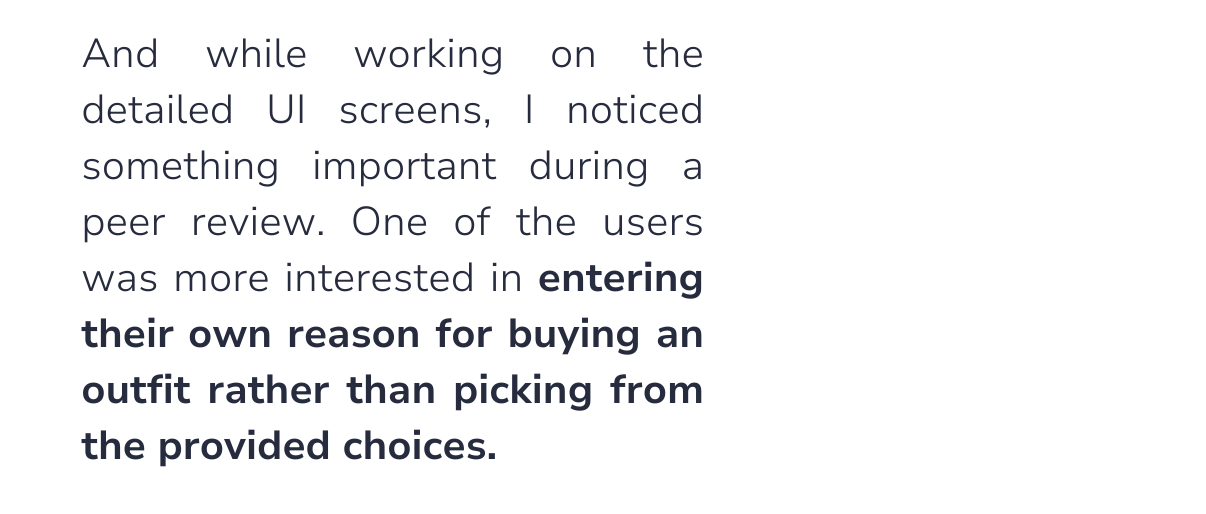 And while working on the
detailed UI screens, I noticed
something important during a
peer review. One of the users
was more interested in entering
their own reason for buying an
outfit rather than picking from
the provided choices.